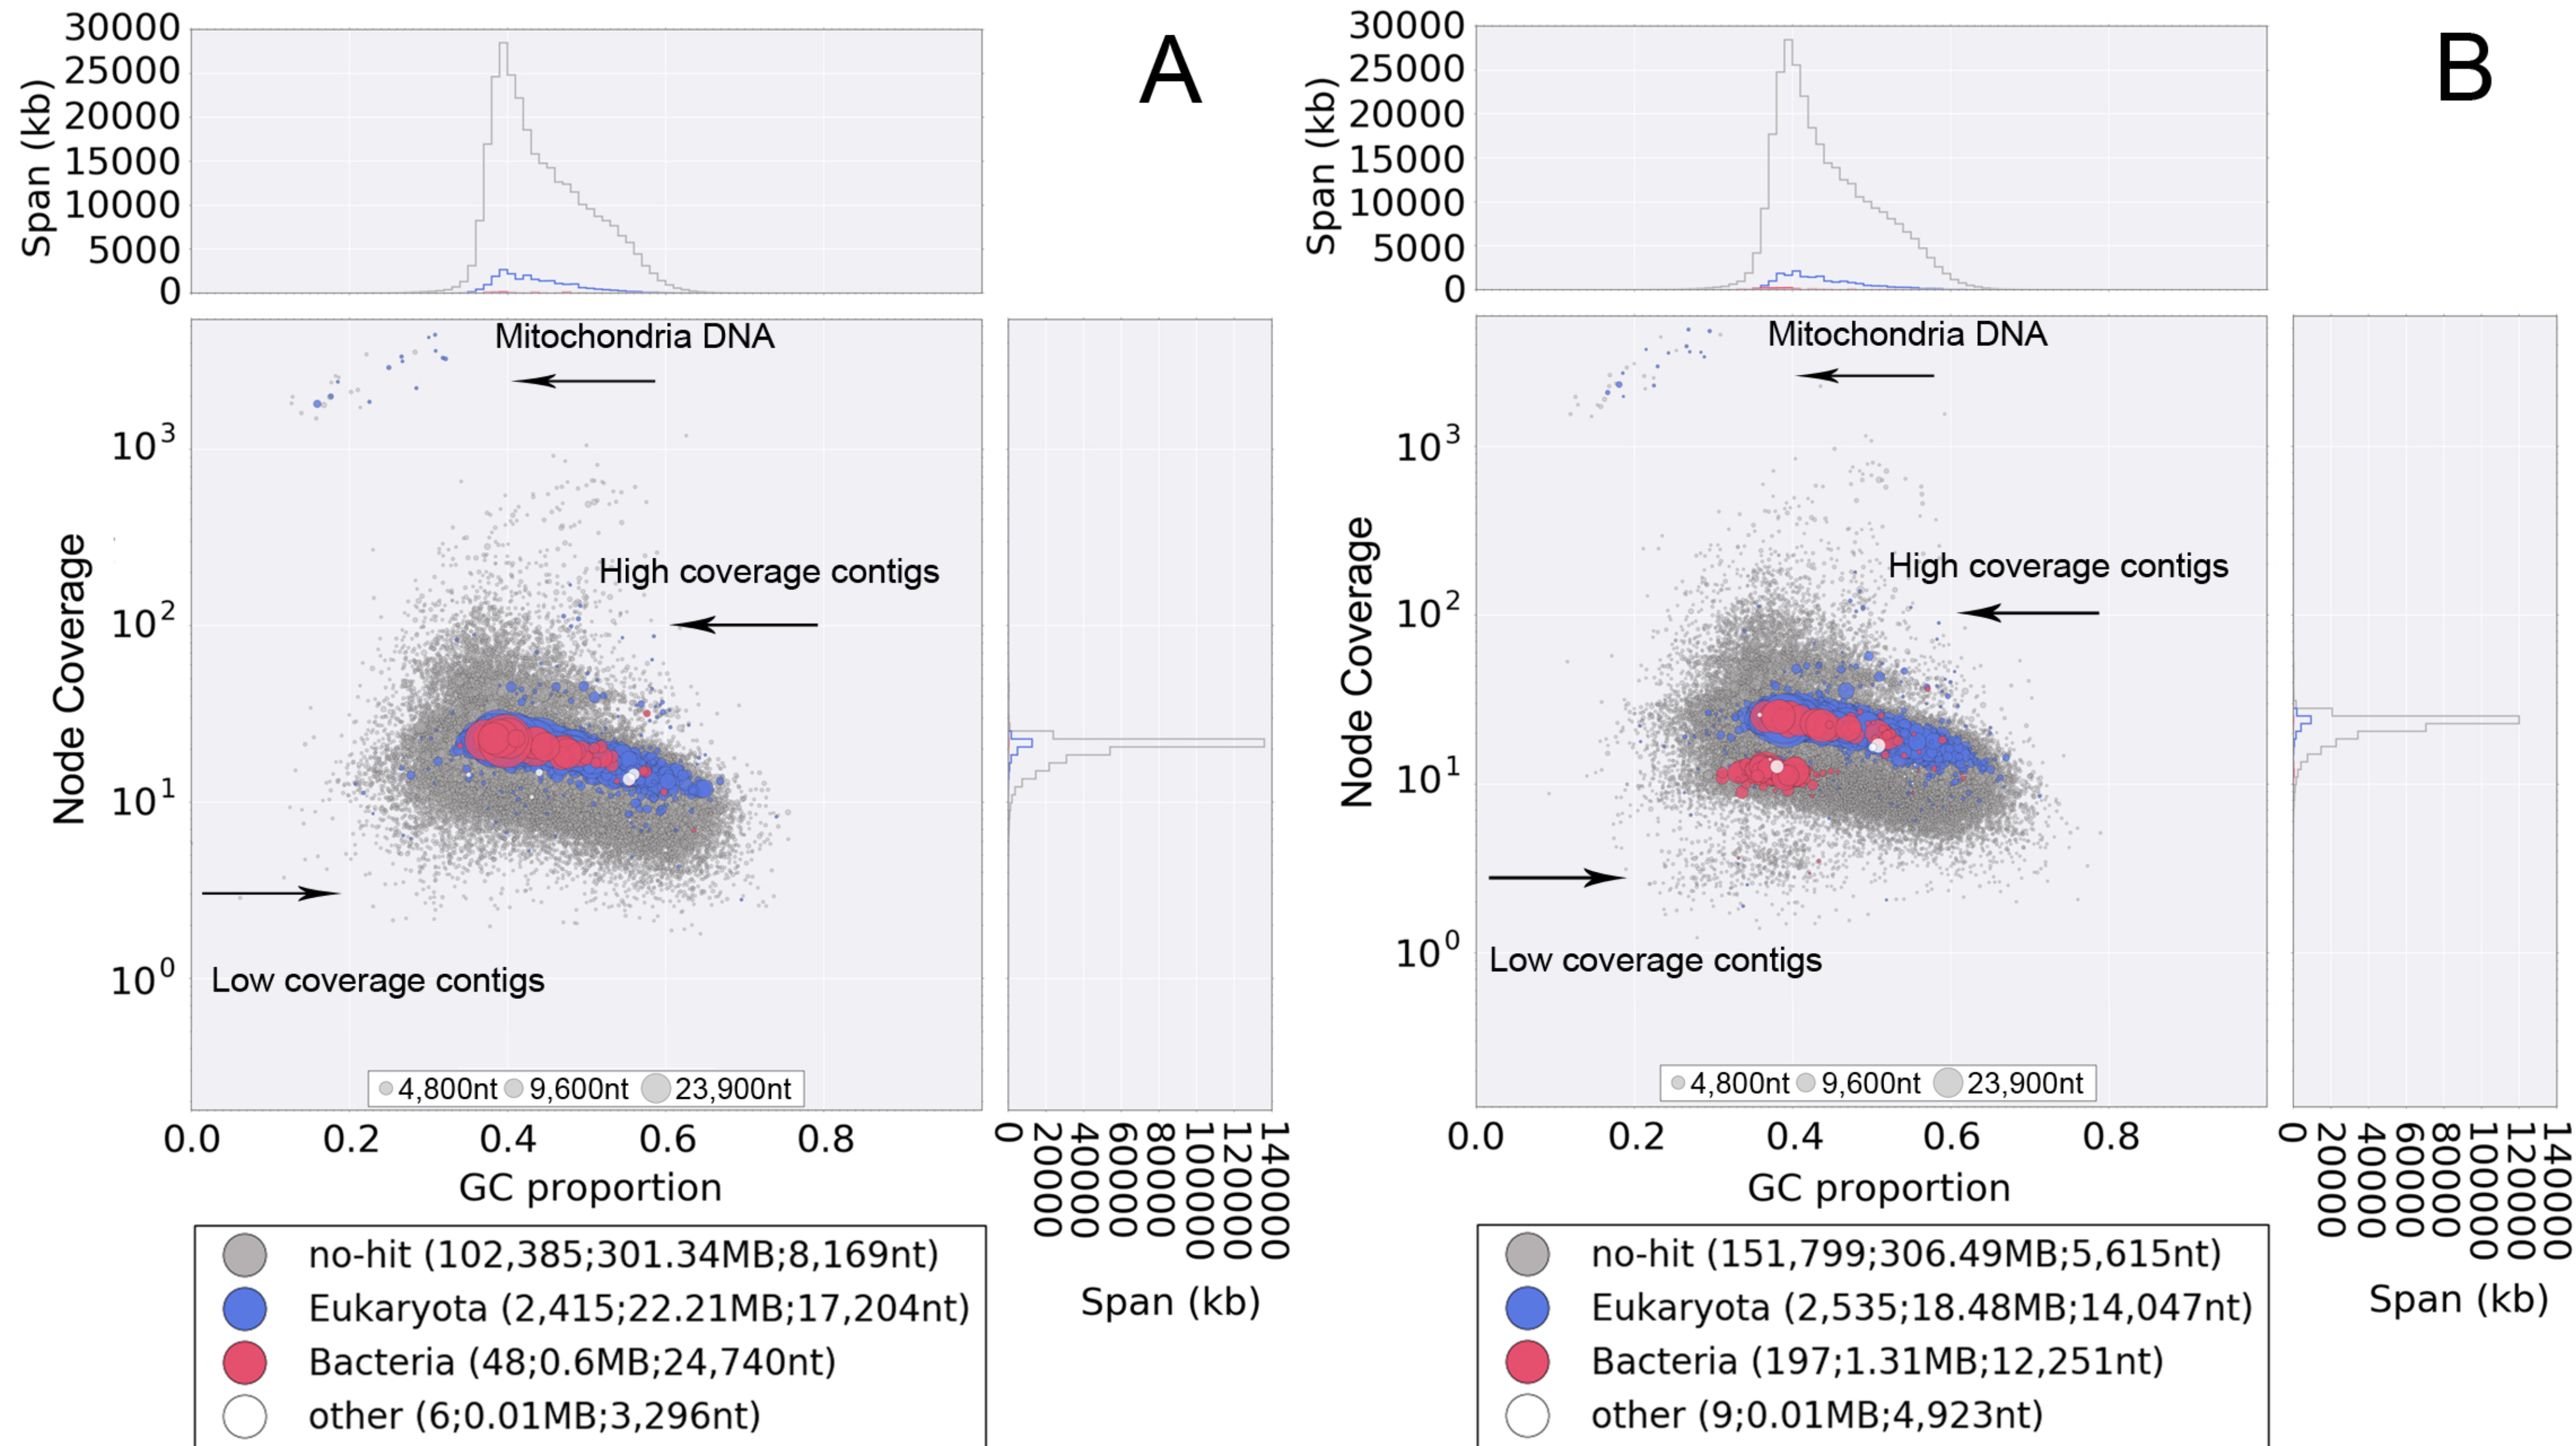 A
30000
25000
20000
15000
10000
5000
0
Span (kb)
Mitochondria DNA
High coverage contigs
Low coverage contigs
10^3
10^2
10^1
10^0
Node Coverage
4,800nt 9,600nt 23,900nt
0.0 0.2 0.4 0.6 0.8
GC proportion
0 20000 40000 60000 80000 100000 120000 140000
Span (kb)
no-hit (102,385;301.34MB;8,169nt)
Eukaryota (2,415;22.21MB;17,204nt)
Bacteria (48;0.6MB;24,740nt)
other (6;0.01MB;3,296nt)
B
30000
25000
20000
15000
10000
5000
0
Span (kb)
Mitochondria DNA
High coverage contigs
Low coverage contigs
10^3
10^2
10^1
10^0
Node Coverage
4,800nt 9,600nt 23,900nt
0.0 0.2 0.4 0.6 0.8
GC proportion
0 20000 40000 60000 80000 100000 120000 140000
Span (kb)
no-hit (151,799;306.49MB;5,615nt)
Eukaryota (2,535;18.48MB;14,047nt)
Bacteria (197;1.31MB;12,251nt)
other (9;0.01MB;4,923nt)